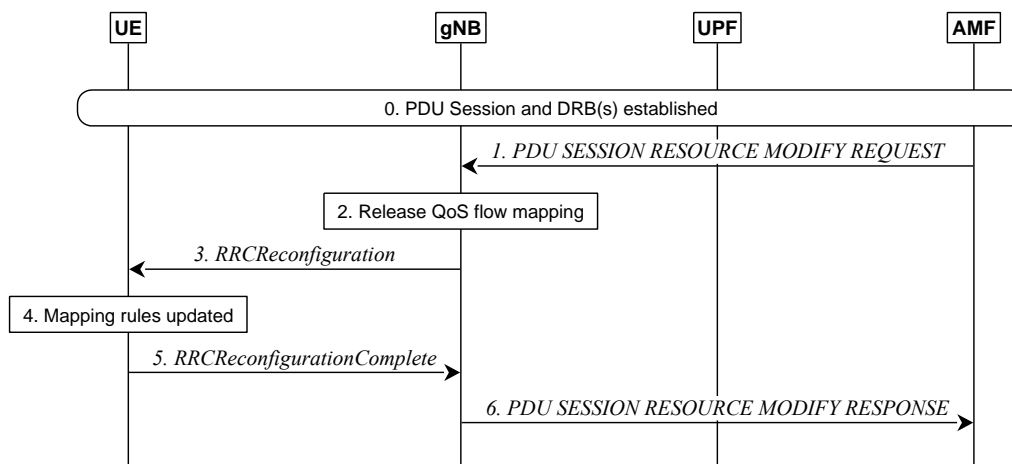 UE gNB UPF AMF
0. PDU Session and DRB(s) established
1. PDU SESSION RESOURCE MODIFY REQUEST
2. Release QoS flow mapping
3. RRCReconfiguration
4. Mapping rules updated
5. RRCReconfigurationComplete
6. PDU SESSION RESOURCE MODIFY RESPONSE